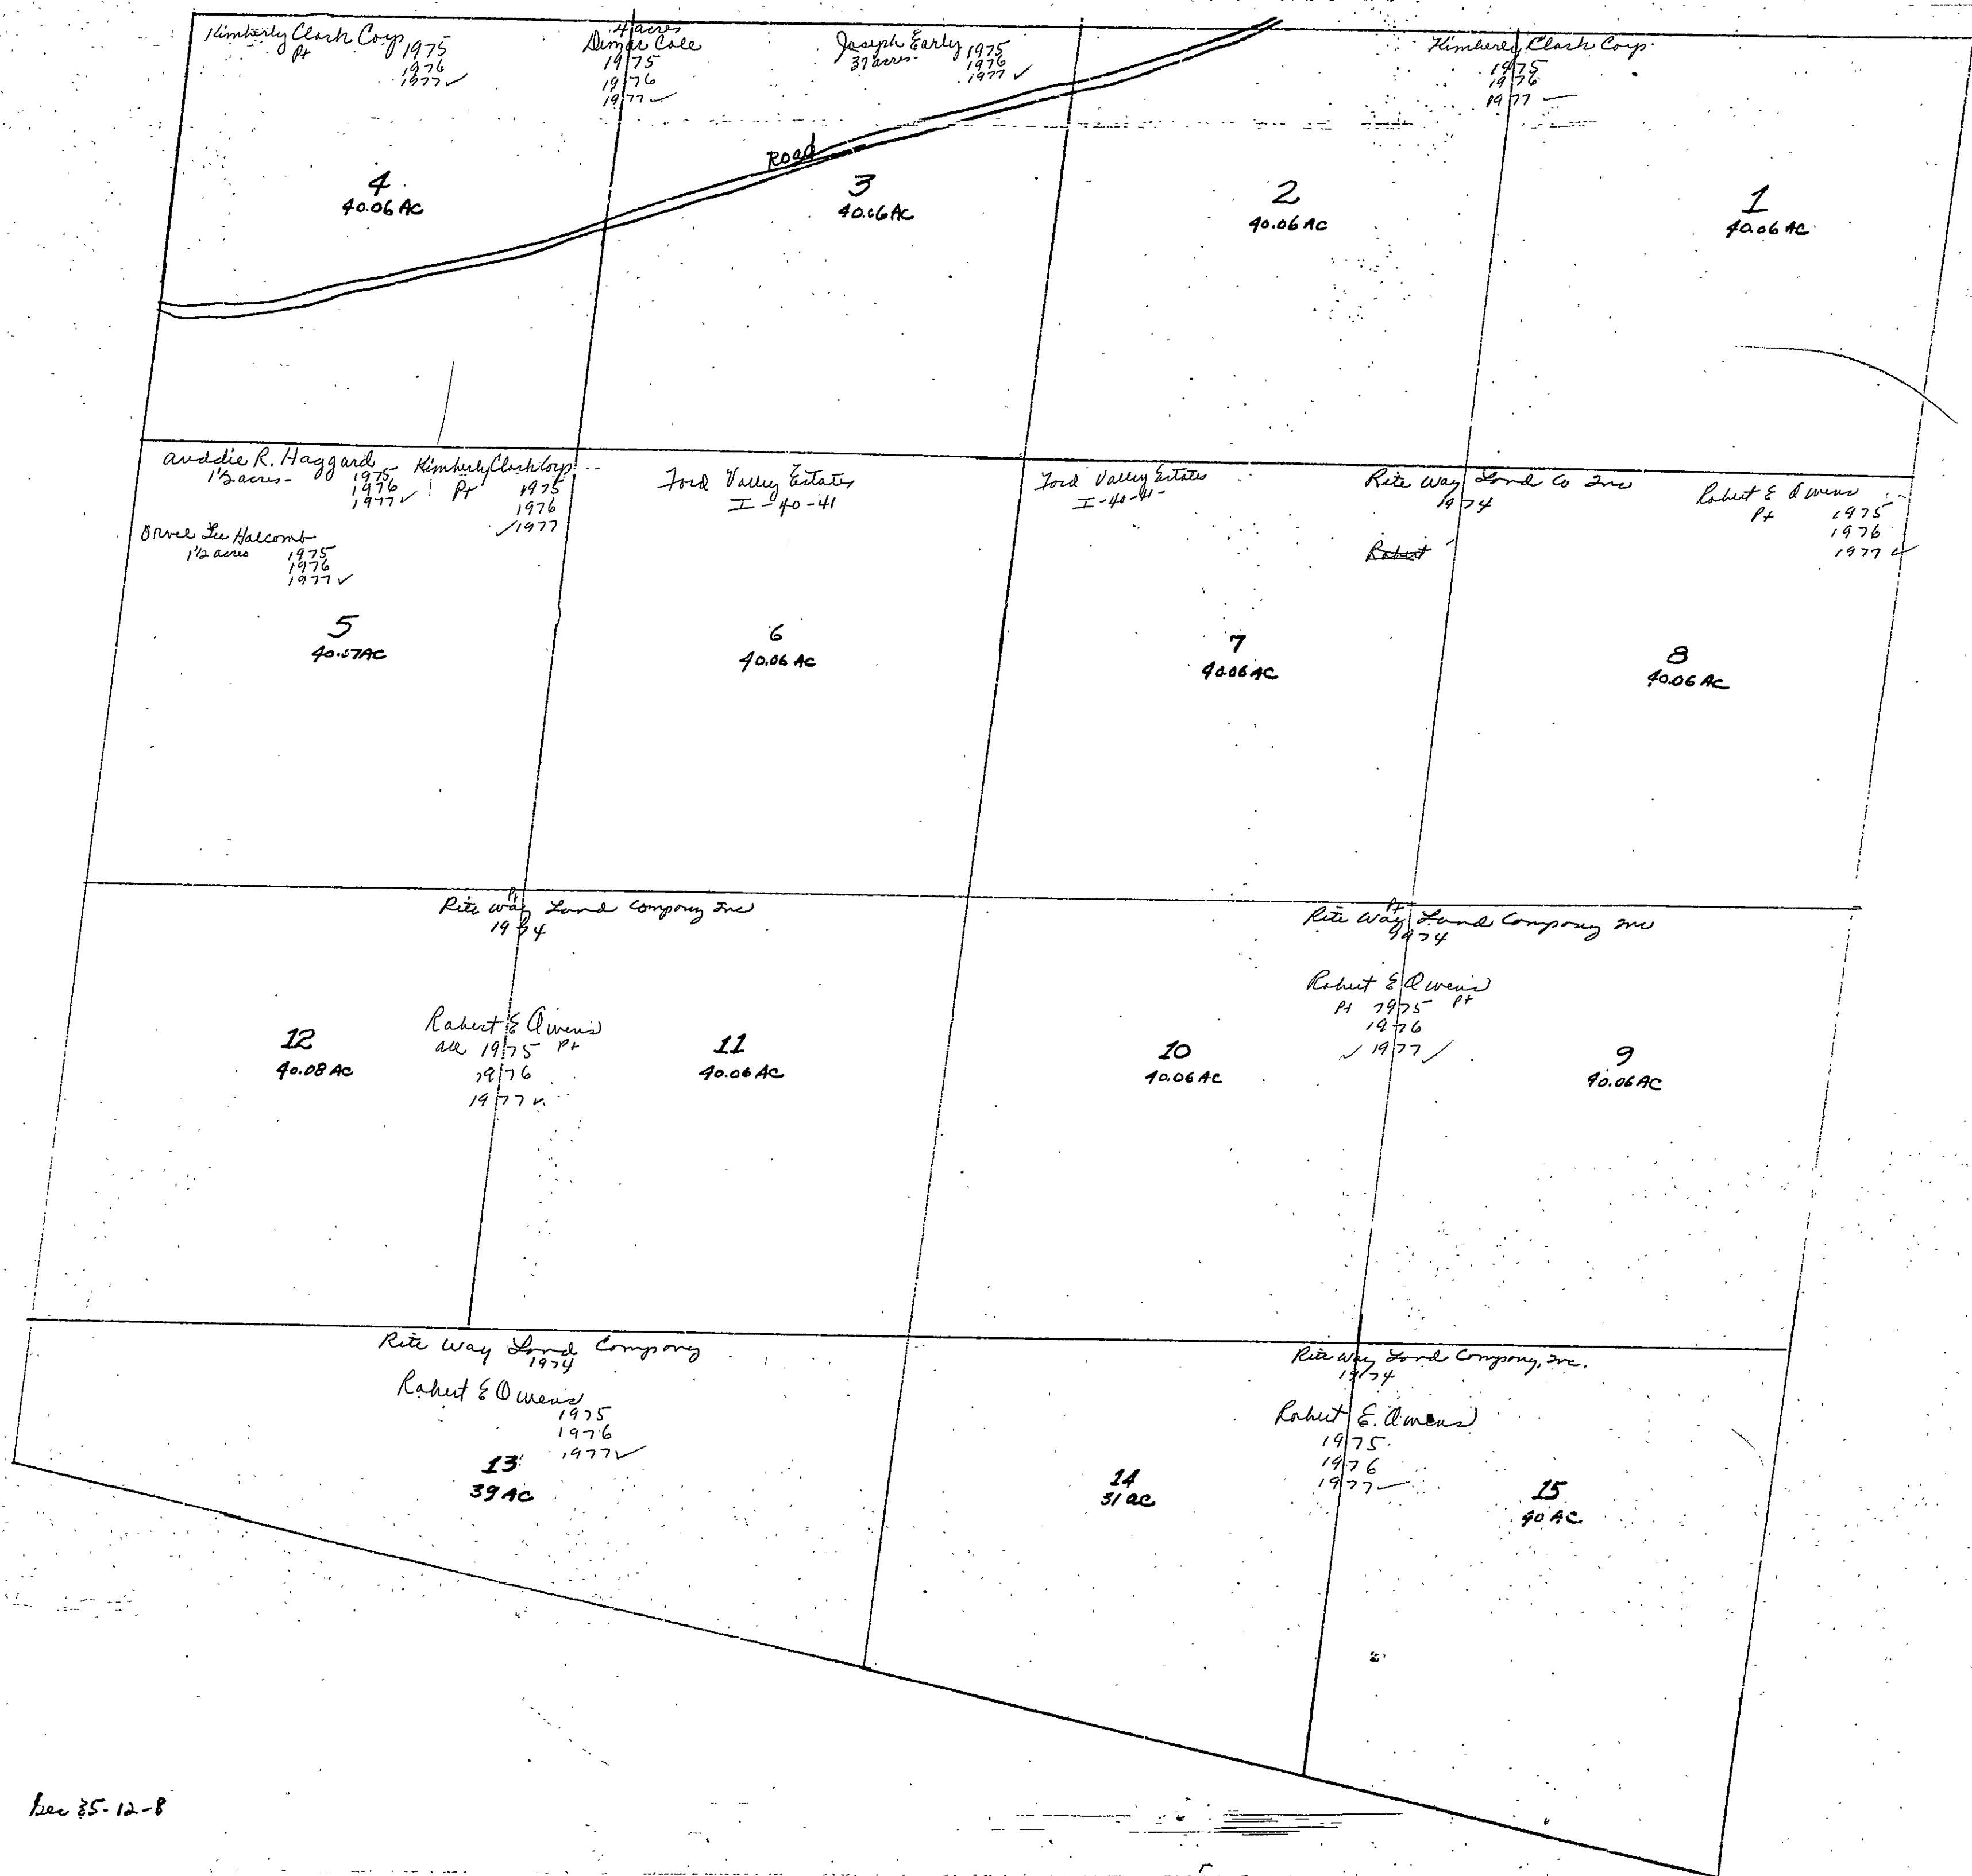 Kimberly Clark Corp
Pt 1975
1976
1977 ✓
4 acres
Dimar Cole
1975
1976
1977 ✓
Joseph Early 1975
37 acres- 1976
1977 ✓
Kimberly Clark Corp.
1975
1976
1977 ✓
Road
4
40.06 AC
3
40.06 AC
2
40.06 AC
1
40.06 AC
Auddie R. Haggard
1 1/2 acres- 1975
1976
1977 ✓
Kimberly Clark Corp
Pt 1975
1976
✓ 1977
Orvel Lee Halcomb
1 1/2 acres 1975
1976
1977 ✓
Ford Valley Estates
I - 40 - 41
Ford Valley Estates
I - 40 - 41 -
Rite Way Land Co Inc
1974
Robert
Robert E Owens
Pt 1975
1976
1977 ✓
5
40.07 AC
6
40.06 AC
7
40.06 AC
8
40.06 AC
Pt
Rite Way Land Company Inc
1974
Robert E Owens
all 1975 Pt
1976
1977 ✓
Pt
Rite Way Land Company Inc
1974
Robert E Owens
Pt 1975 Pt
1976
✓ 1977 ✓
12
40.08 AC
11
40.06 AC
10
40.06 AC
9
40.06 AC
Rite Way Land Company
1974
Robert E Owens
1975
1976
1977 ✓
13
39 AC
Rite Way Land Company, Inc.
1974
Robert E. Owens
1975
1976
1977 ✓
14
31 ac
15
40 AC
Sec 35-12-8